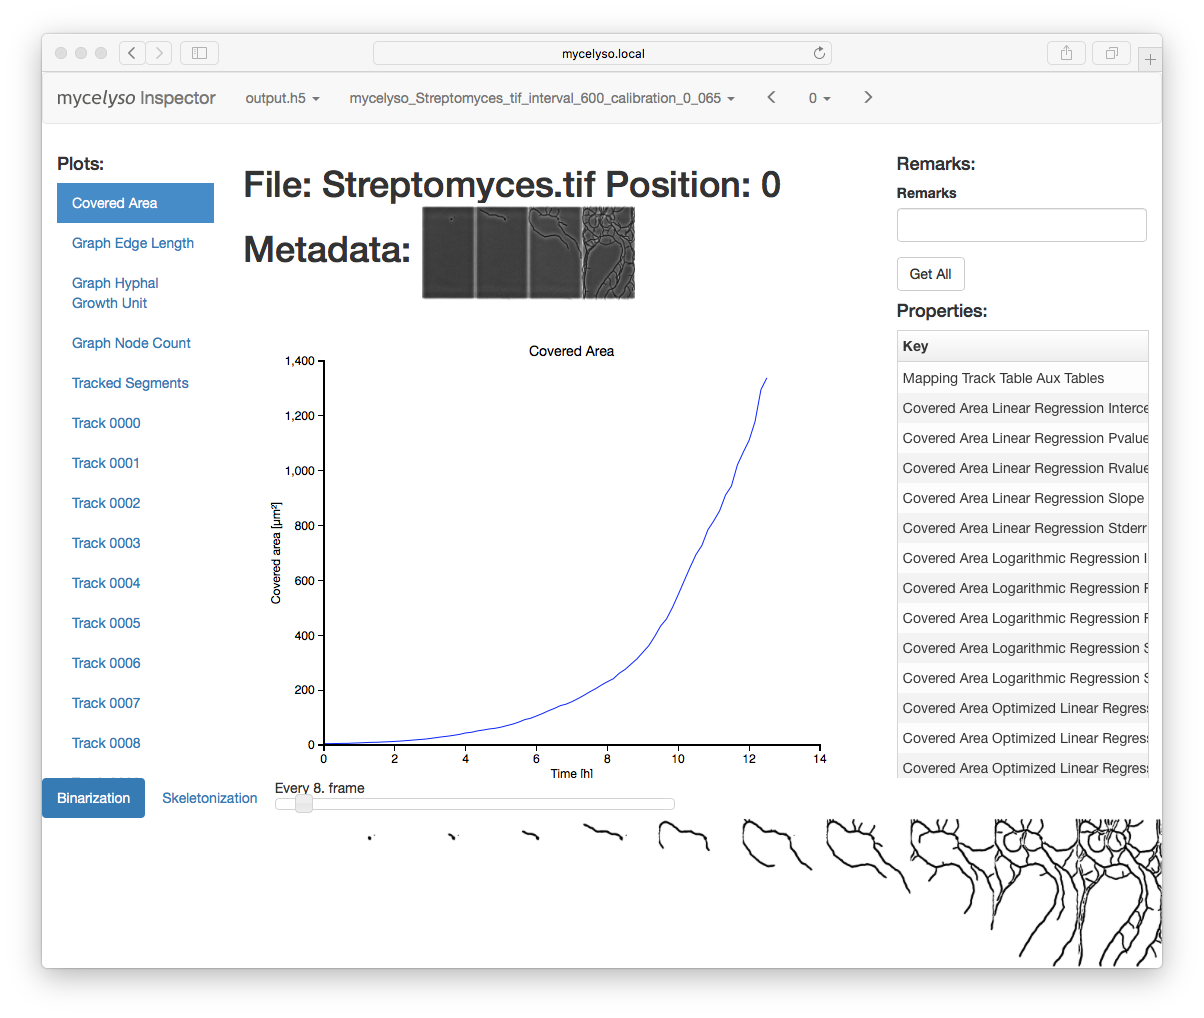 mycelyso.local
mycelyso Inspector
output.h5
mycelyso_Streptomyces_tif_interval_600_calibration_0_065
0
Plots:
Covered Area
Graph Edge Length
Graph Hyphal
Growth Unit
Graph Node Count
Tracked Segments
Track 0000
Track 0001
Track 0002
Track 0003
Track 0004
Track 0005
Track 0006
Track 0007
Track 0008
File: Streptomyces.tif Position: 0
Metadata:
Covered Area
1,400
1,200
1,000
800
600
400
200
0
Covered area [µm²]
0 2 4 6 8 10 12 14
Time [h]
Remarks:
Remarks
Get All
Properties:
Key
Mapping Track Table Aux Tables
Covered Area Linear Regression Interce
Covered Area Linear Regression Pvalue
Covered Area Linear Regression Rvalue
Covered Area Linear Regression Slope
Covered Area Linear Regression Stderr
Covered Area Logarithmic Regression I
Covered Area Logarithmic Regression
Covered Area Logarithmic Regression
Covered Area Logarithmic Regression S
Covered Area Logarithmic Regression S
Covered Area Optimized Linear Regres
Covered Area Optimized Linear Regres
Covered Area Optimized Linear Regres
Binarization
Skeletonization
Every 8. frame